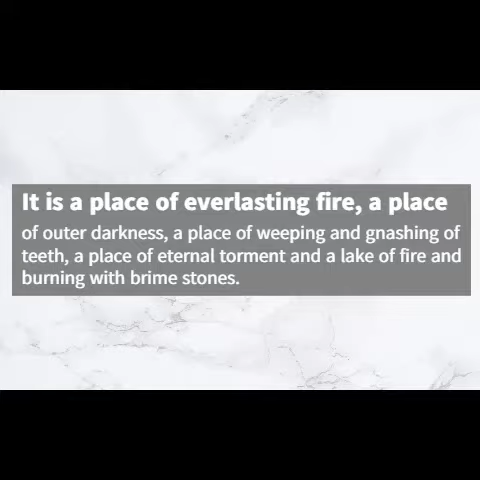 It is a place of everlasting fire, a place
of outer darkness, a place of weeping and gnashing of
teeth, a place of eternal torment and a lake of fire and
burning with brime stones.